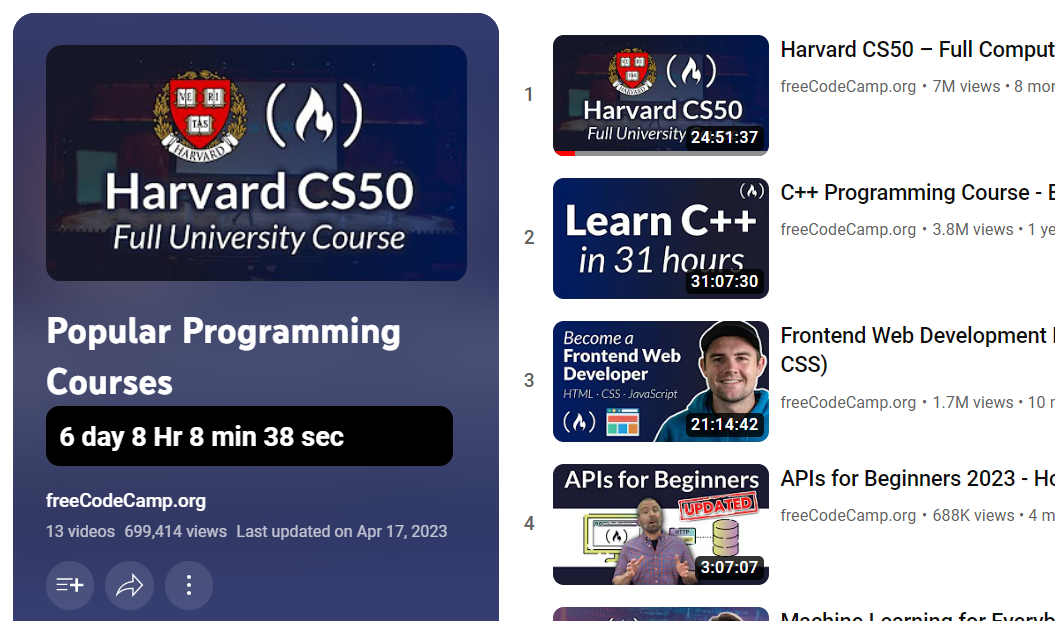 VE RI
TAS
HARVARD
Harvard CS50
Full University Course
Popular Programming
Courses
6 day 8 Hr 8 min 38 sec
freeCodeCamp.org
13 videos 699,414 views Last updated on Apr 17, 2023
1
Harvard CS50
Full University
24:51:37
Harvard CS50 – Full Comput
freeCodeCamp.org • 7M views • 8 mon
2
Learn C++
in 31 hours
31:07:30
C++ Programming Course - B
freeCodeCamp.org • 3.8M views • 1 ye
3
Become a
Frontend Web
Developer
HTML · CSS · JavaScript
21:14:42
Frontend Web Development
CSS)
freeCodeCamp.org • 1.7M views • 10 m
4
APIs for Beginners
UPDATED
HTTP
3:07:07
APIs for Beginners 2023 - Ho
freeCodeCamp.org • 688K views • 4 m
Machine Learning for Everyb